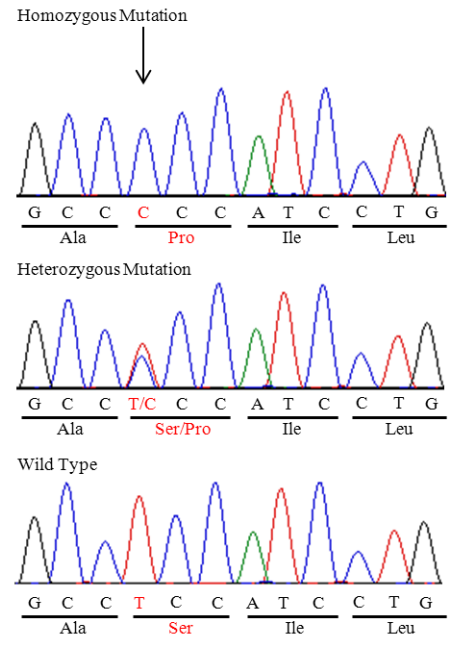 Homozygous Mutation
G C C C C C A T C C T G
Ala Pro Ile Leu
Heterozygous Mutation
G C C T/C C C A T C C T G
Ala Ser/Pro Ile Leu
Wild Type
G C C T C C A T C C T G
Ala Ser Ile Leu